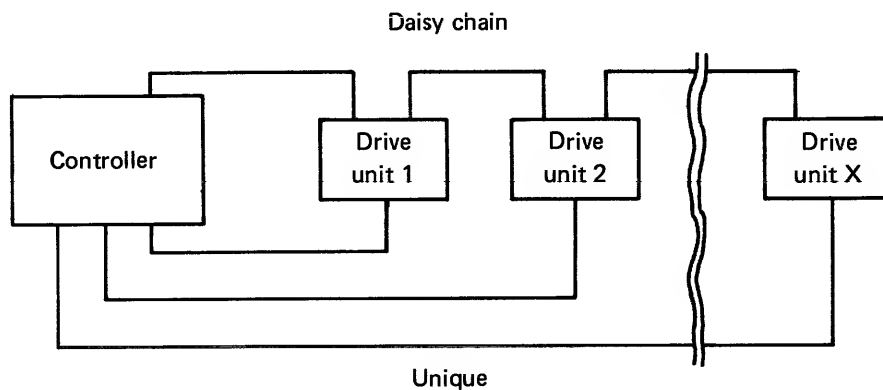 Daisy chain
Controller
Drive
unit 1
Drive
unit 2
Drive
unit X
Unique